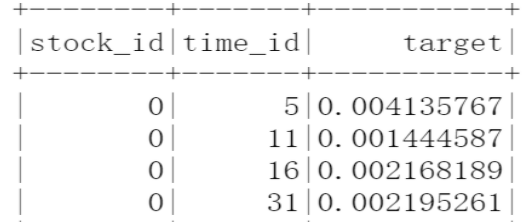 +--------+-------+-----------+
|stock_id|time_id|     target|
+--------+-------+-----------+
|       0|      5|0.004135767|
|       0|     11|0.001444587|
|       0|     16|0.002168189|
|       0|     31|0.002195261|